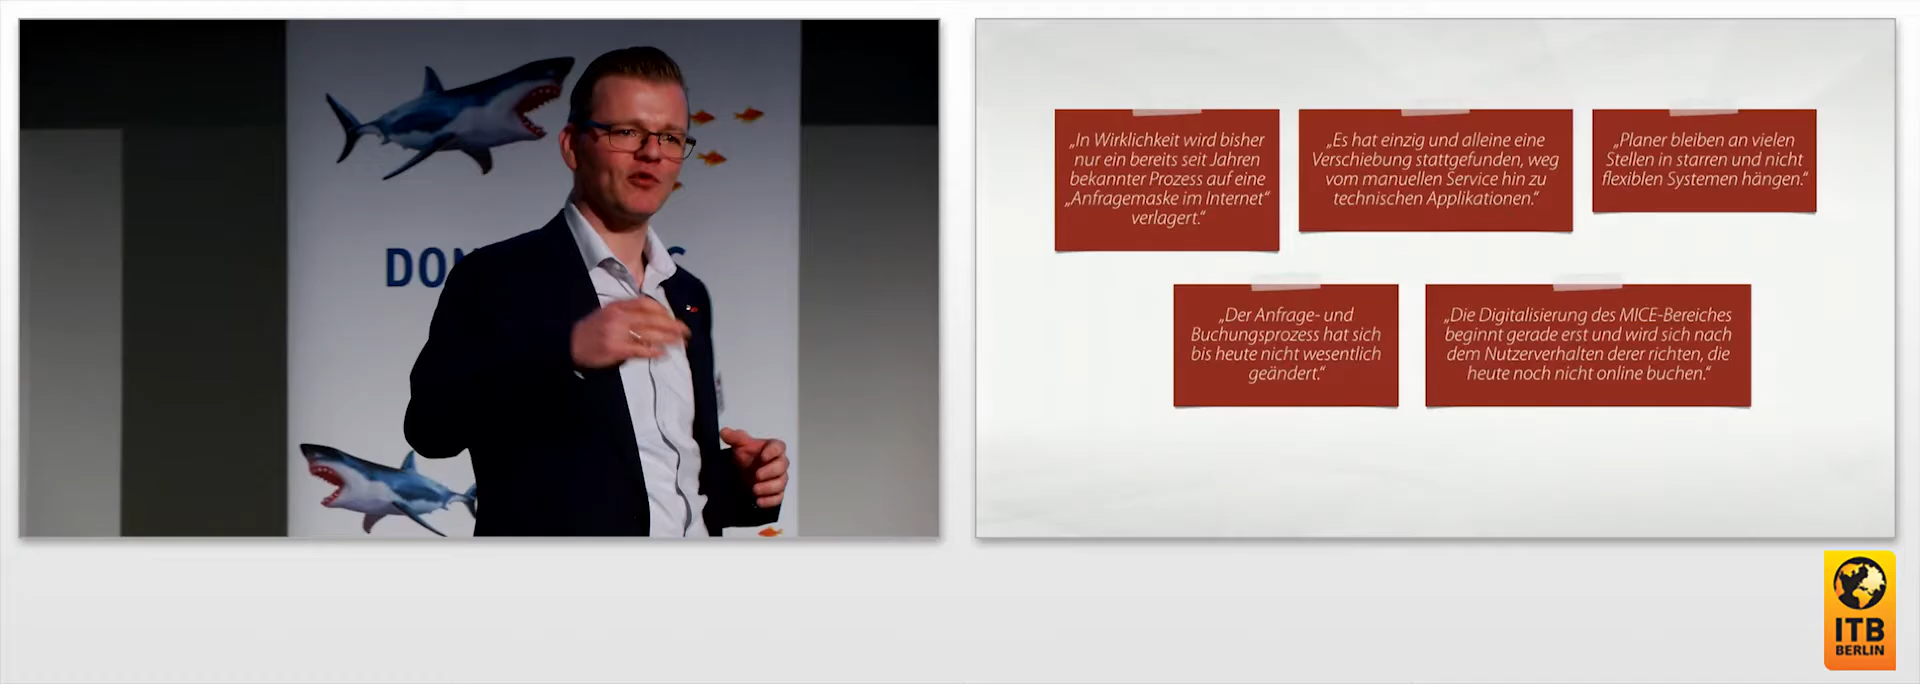 DO
„In Wirklichkeit wird bisher
nur ein bereits seit Jahren
bekannter Prozess auf eine
„Anfragemaske im Internet“
verlagert.“
„Es hat einzig und alleine eine
Verschiebung stattgefunden, weg
vom manuellen Service hin zu
technischen Applikationen.“
„Planer bleiben an vielen
Stellen in starren und nicht
flexiblen Systemen hängen.“
„Der Anfrage- und
Buchungsprozess hat sich
bis heute nicht wesentlich
geändert.“
„Die Digitalisierung des MICE-Bereiches
beginnt gerade erst und wird sich nach
dem Nutzerverhalten derer richten, die
heute noch nicht online buchen.“
ITB
BERLIN